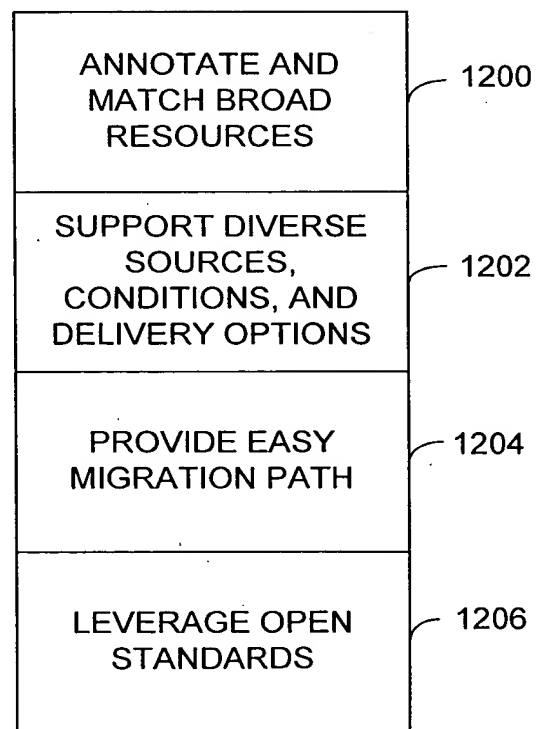 ANNOTATE AND
MATCH BROAD
RESOURCES
1200
SUPPORT DIVERSE
SOURCES,
CONDITIONS, AND
DELIVERY OPTIONS
1202
PROVIDE EASY
MIGRATION PATH
1204
LEVERAGE OPEN
STANDARDS
1206